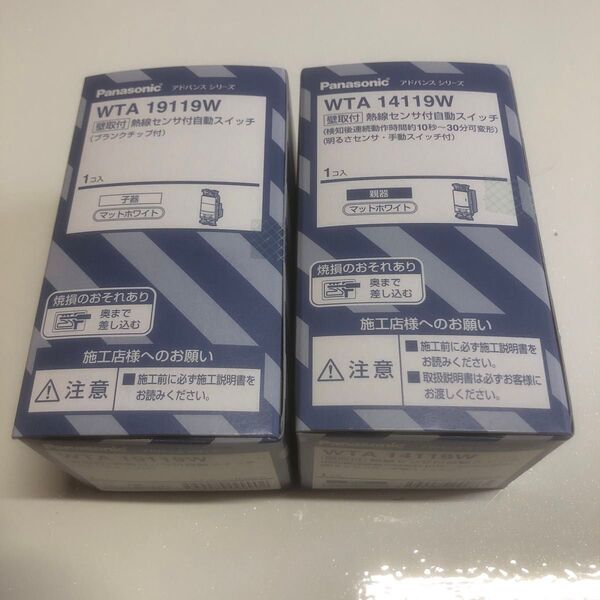 Panasonic アドバンス シリーズ
WTA 19119W
壁取付 熱線センサ付自動スイッチ
(ブランクチップ付)
1コ入
子器
マットホワイト
焼損のおそれあり
奥まで
差し込む
施工店様へのお願い
注意
■施工前に必ず施工説明書を
お読みください。
WTA 19119W
Panasonic アドバンス シリーズ
WTA 14119W
壁取付 熱線センサ付自動スイッチ
(検知後連続動作時間約10秒〜30分可変形)
(明るさセンサ・手動スイッチ付)
1コ入
親器
マットホワイト
焼損のおそれあり
奥まで
差し込む
施工店様へのお願い
注意
■施工前に必ず施工説明書を
お読みください。
■取扱説明書は必ずお客様に
お渡しください。
WTA 14119W